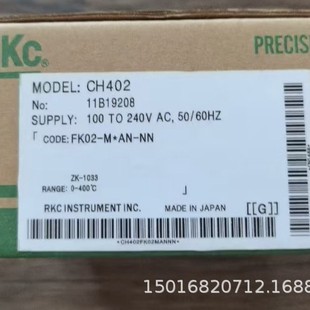 Kc®
PRECIS
MODEL: CH402
No: 11B19208
SUPPLY: 100 TO 240V AC, 50/60HZ
「 CODE: FK02-M*AN-NN
ZK-1033
RANGE: 0-400℃ 」
RKC INSTRUMENT INC. MADE IN JAPAN [[G]]
*CH402FK02MANNN*
15016820712.1688